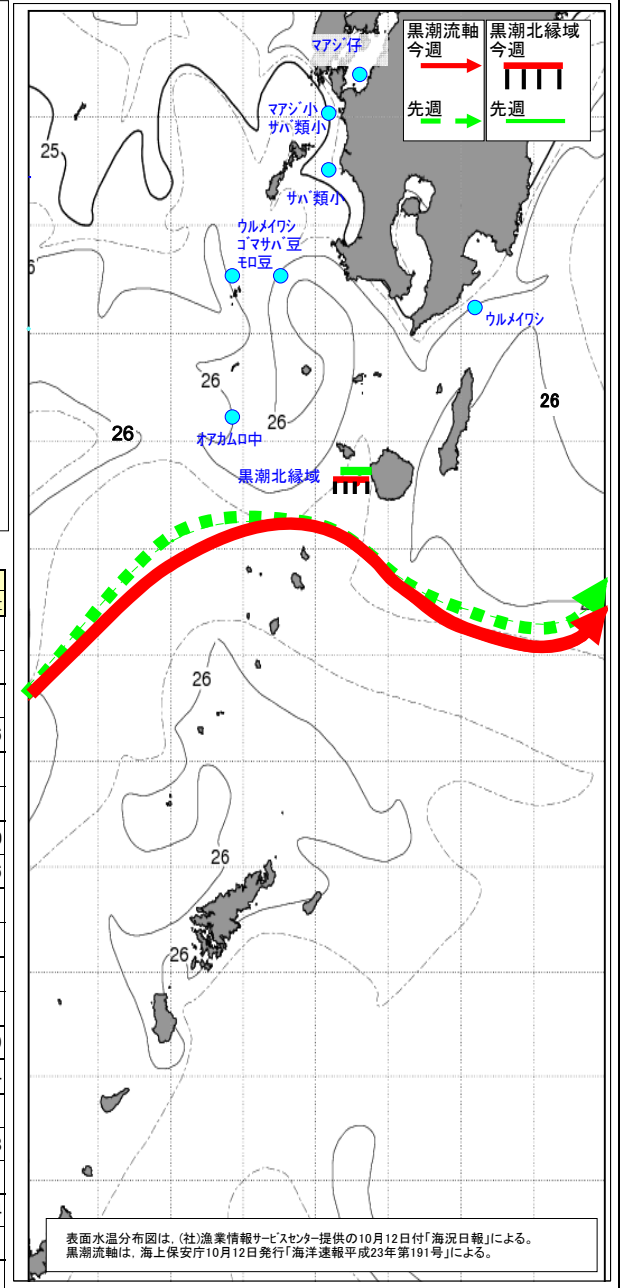 マアジ仔
黒潮流軸
今週
先週
黒潮北縁域
今週
先週
マアジ小
サバ類小
25
サバ類小
ウルメイワシ
ゴマサバ豆
モロ豆
ウルメイワシ
26
26
26
26
オアカムロ中
黒潮北縁域
26
26
26
表面水温分布図は、(社)漁業情報サービスセンター提供の10月12日付「海況日報」による。
黒潮流軸は、海上保安庁10月12日発行「海洋速報平成23年第191号」による。